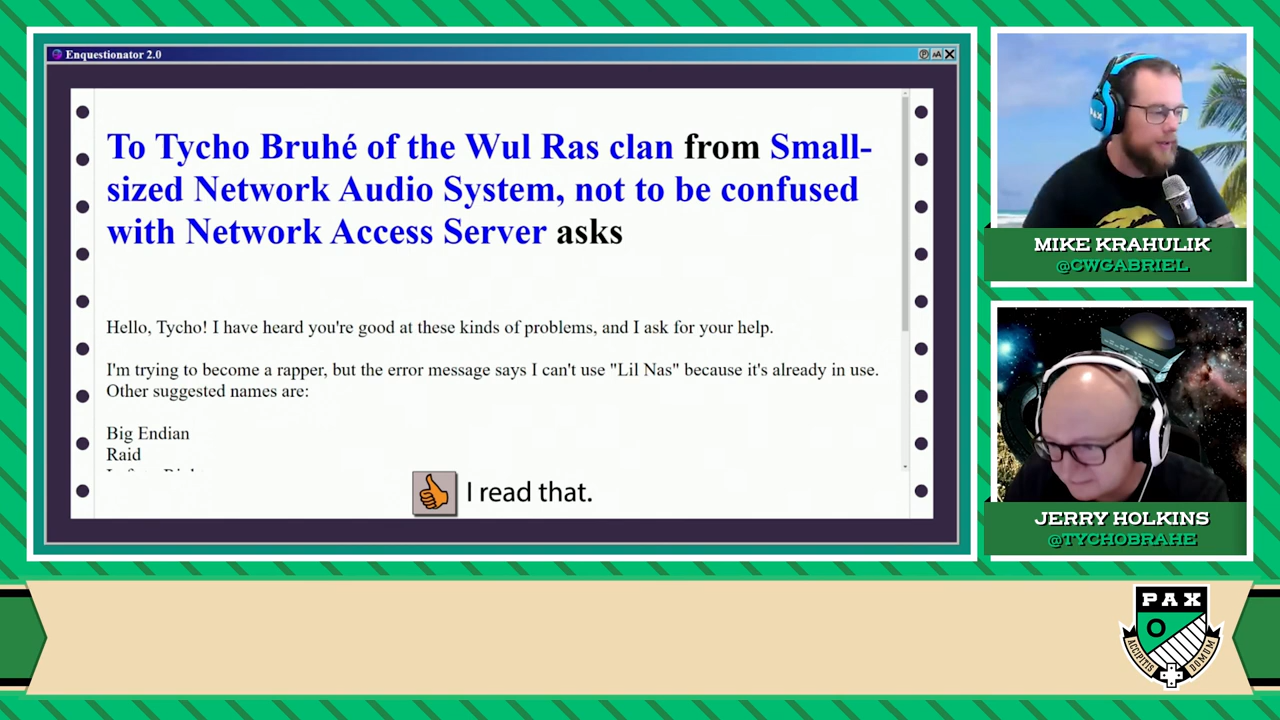 Enquestionator 2.0
To Tycho Bruhé of the Wul Ras clan from Small-
sized Network Audio System, not to be confused
with Network Access Server asks
Hello, Tycho! I have heard you're good at these kinds of problems, and I ask for your help.
I'm trying to become a rapper, but the error message says I can't use "Lil Nas" because it's already in use.
Other suggested names are:
Big Endian
Raid
I read that.
PAX
MIKE KRAHULIK
@CWGABRIEL
JERRY HOLKINS
@TYCHOBRAHE
PAX
O
ACCIPITIS
DOMUM